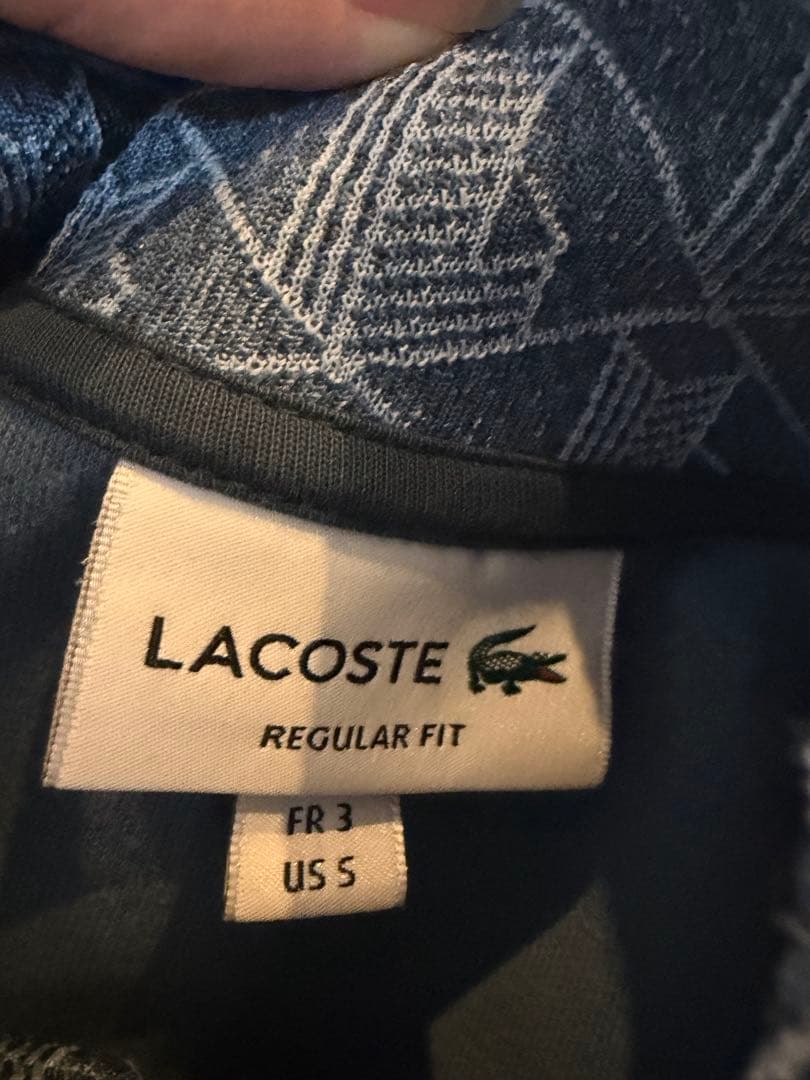 LACOSTE
REGULAR FIT
FR 3
US S